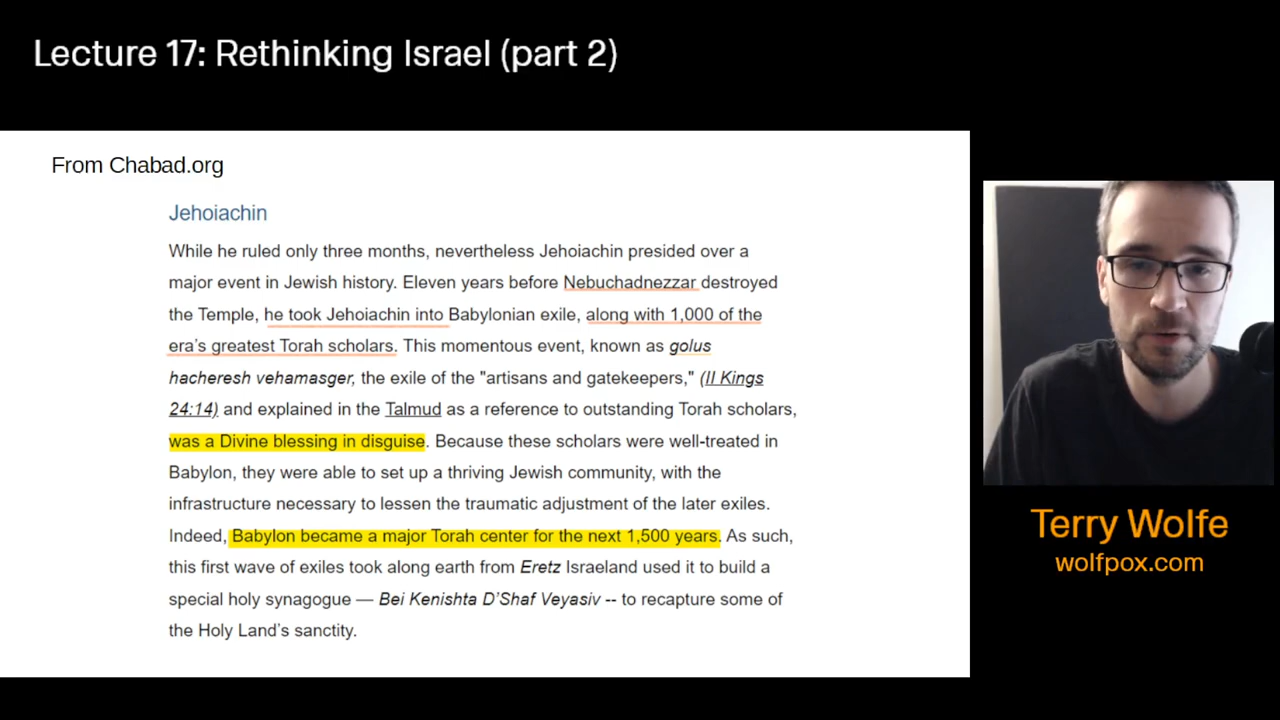 Lecture 17: Rethinking Israel (part 2)
From Chabad.org
Jehoiachin
While he ruled only three months, nevertheless Jehoiachin presided over a
major event in Jewish history. Eleven years before Nebuchadnezzar destroyed
the Temple, he took Jehoiachin into Babylonian exile, along with 1,000 of the
era's greatest Torah scholars. This momentous event, known as golus
hacheresh vehamasger, the exile of the "artisans and gatekeepers," (II Kings
24:14) and explained in the Talmud as a reference to outstanding Torah scholars,
was a Divine blessing in disguise. Because these scholars were well-treated in
Babylon, they were able to set up a thriving Jewish community, with the
infrastructure necessary to lessen the traumatic adjustment of the later exiles.
Indeed, Babylon became a major Torah center for the next 1,500 years. As such,
this first wave of exiles took along earth from Eretz Israeland used it to build a
special holy synagogue — Bei Kenishta D'Shaf Veyasiv -- to recapture some of
the Holy Land's sanctity.
Terry Wolfe
wolfpox.com